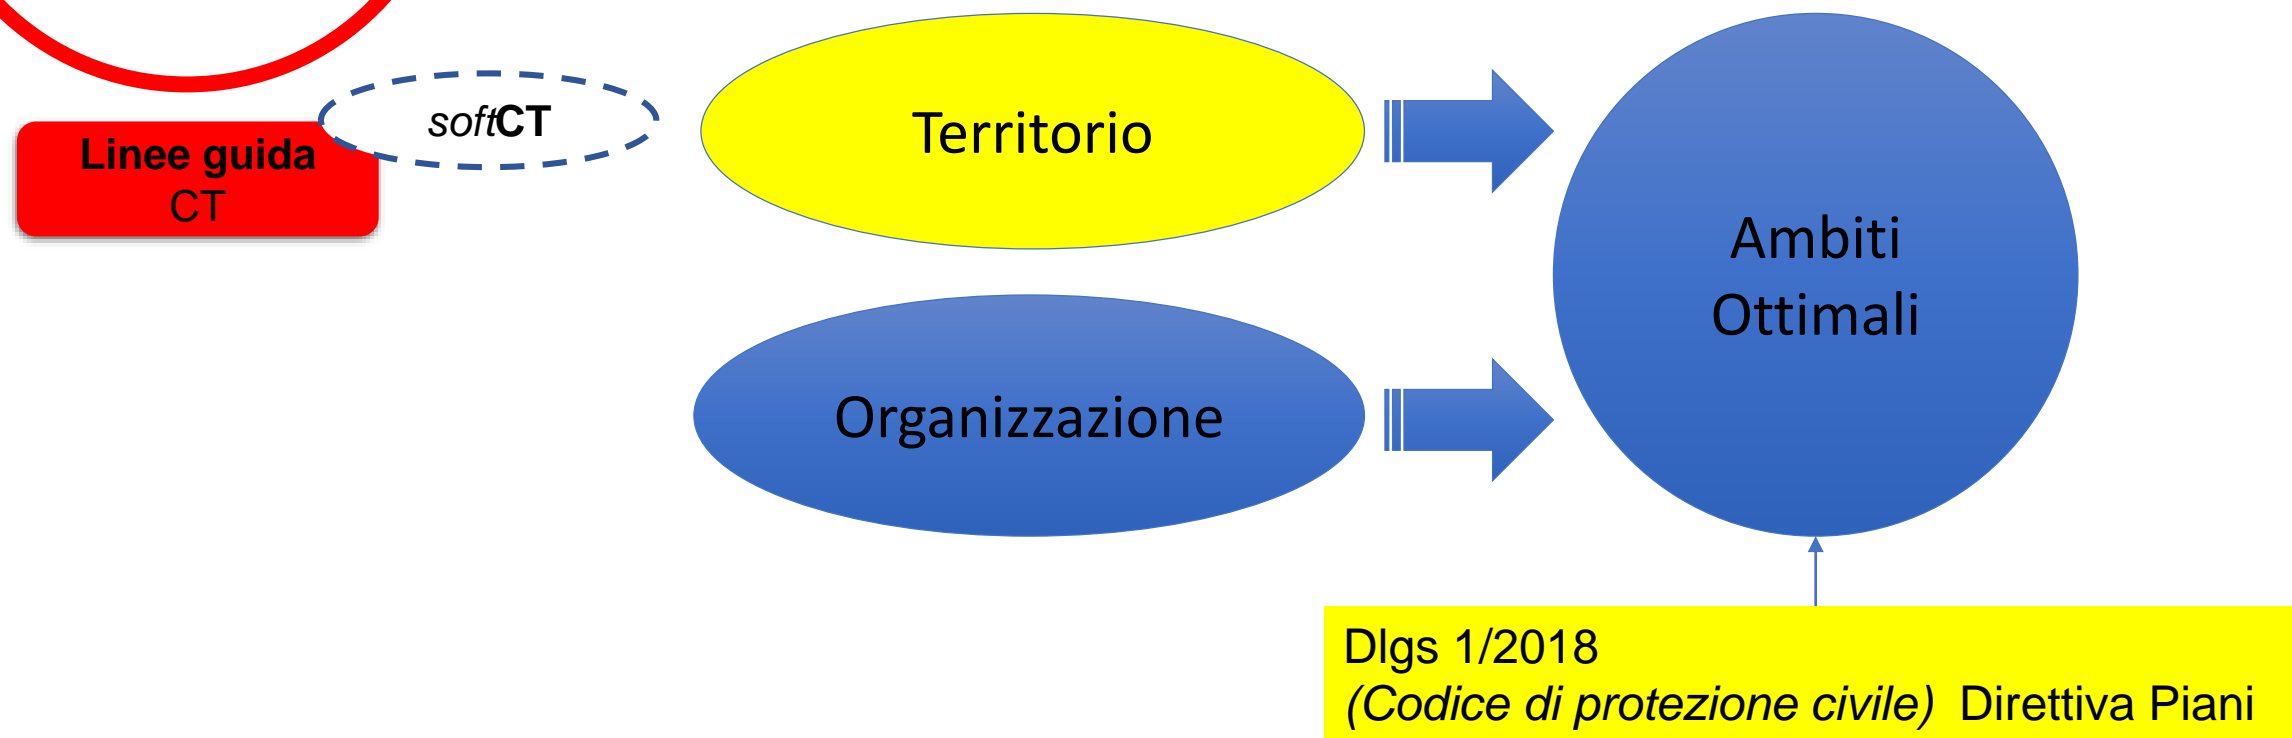 Linee guida
CT
softCT
Territorio
Organizzazione
Ambiti
Ottimali
Dlgs 1/2018
(Codice di protezione civile) Direttiva Piani